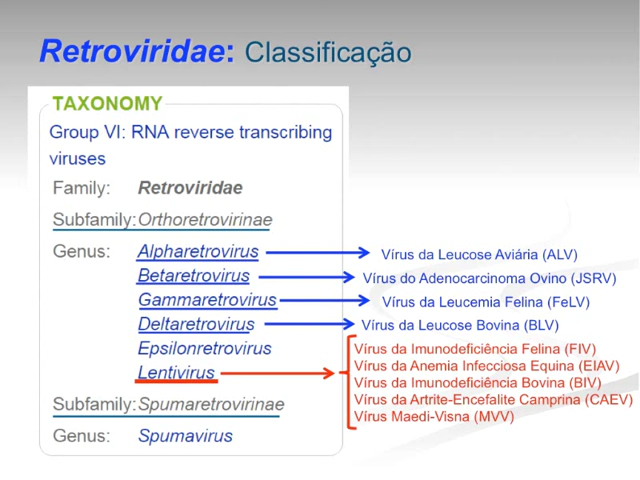 Retroviridae: Classificação
TAXONOMY
Group VI: RNA reverse transcribing
viruses
Family: Retroviridae
Subfamily: Orthoretrovirinae
Genus: Alpharetrovirus Vírus da Leucose Aviária (ALV)
Betaretrovirus Vírus do Adenocarcinoma Ovino (JSRV)
Gammaretrovirus Vírus da Leucemia Felina (FeLV)
Deltaretrovirus Vírus da Leucose Bovina (BLV)
Epsilonretrovirus
Lentivirus
Vírus da Imunodeficiência Felina (FIV)
Vírus da Anemia Infecciosa Equina (EIAV)
Vírus da Imunodeficiência Bovina (BIV)
Vírus da Artrite-Encefalite Camprina (CAEV)
Vírus Maedi-Visna (MVV)
Subfamily: Spumaretrovirinae
Genus: Spumavirus